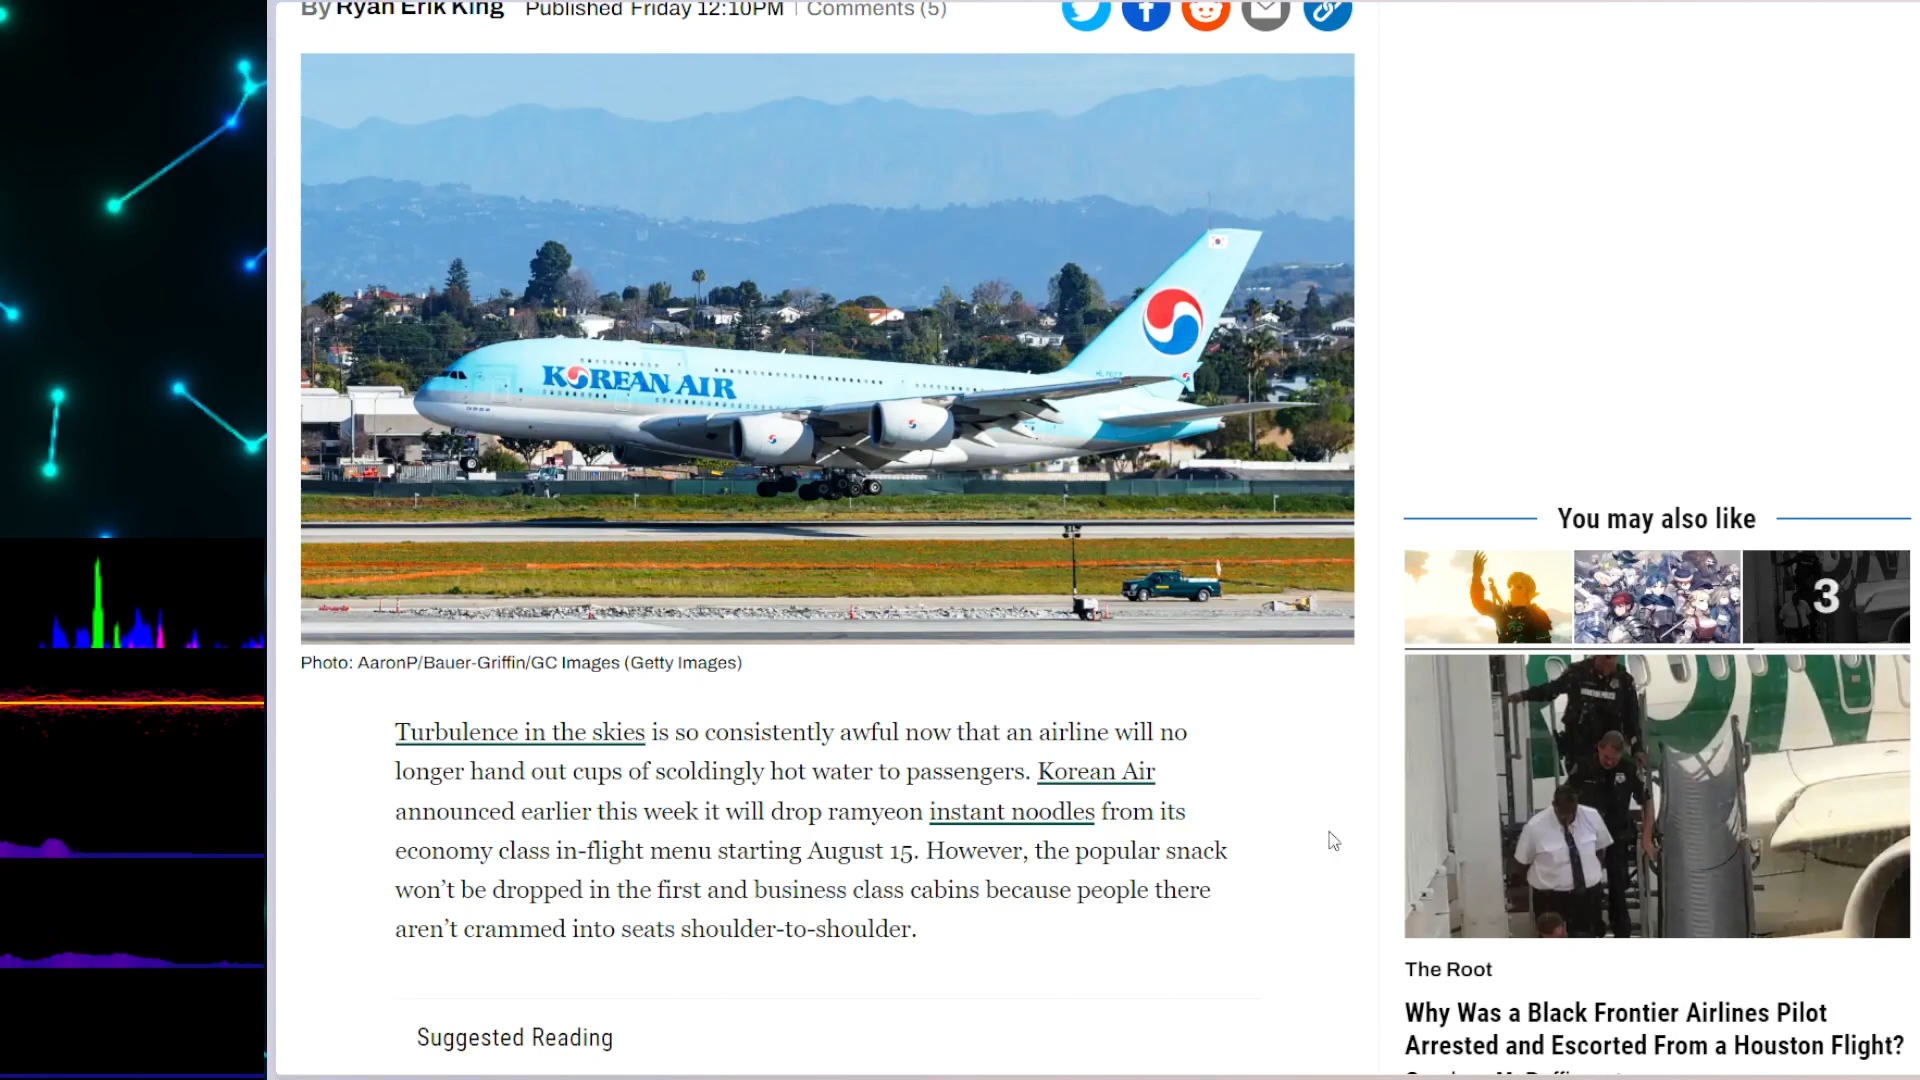 By Ryan Erik King Published Friday 12:10PM | Comments (5)
KOREAN AIR
Photo: AaronP/Bauer-Griffin/GC Images (Getty Images)
Turbulence in the skies is so consistently awful now that an airline will no
longer hand out cups of scoldingly hot water to passengers. Korean Air
announced earlier this week it will drop ramyeon instant noodles from its
economy class in-flight menu starting August 15. However, the popular snack
won’t be dropped in the first and business class cabins because people there
aren’t crammed into seats shoulder-to-shoulder.
Suggested Reading
You may also like
3
The Root
Why Was a Black Frontier Airlines Pilot
Arrested and Escorted From a Houston Flight?